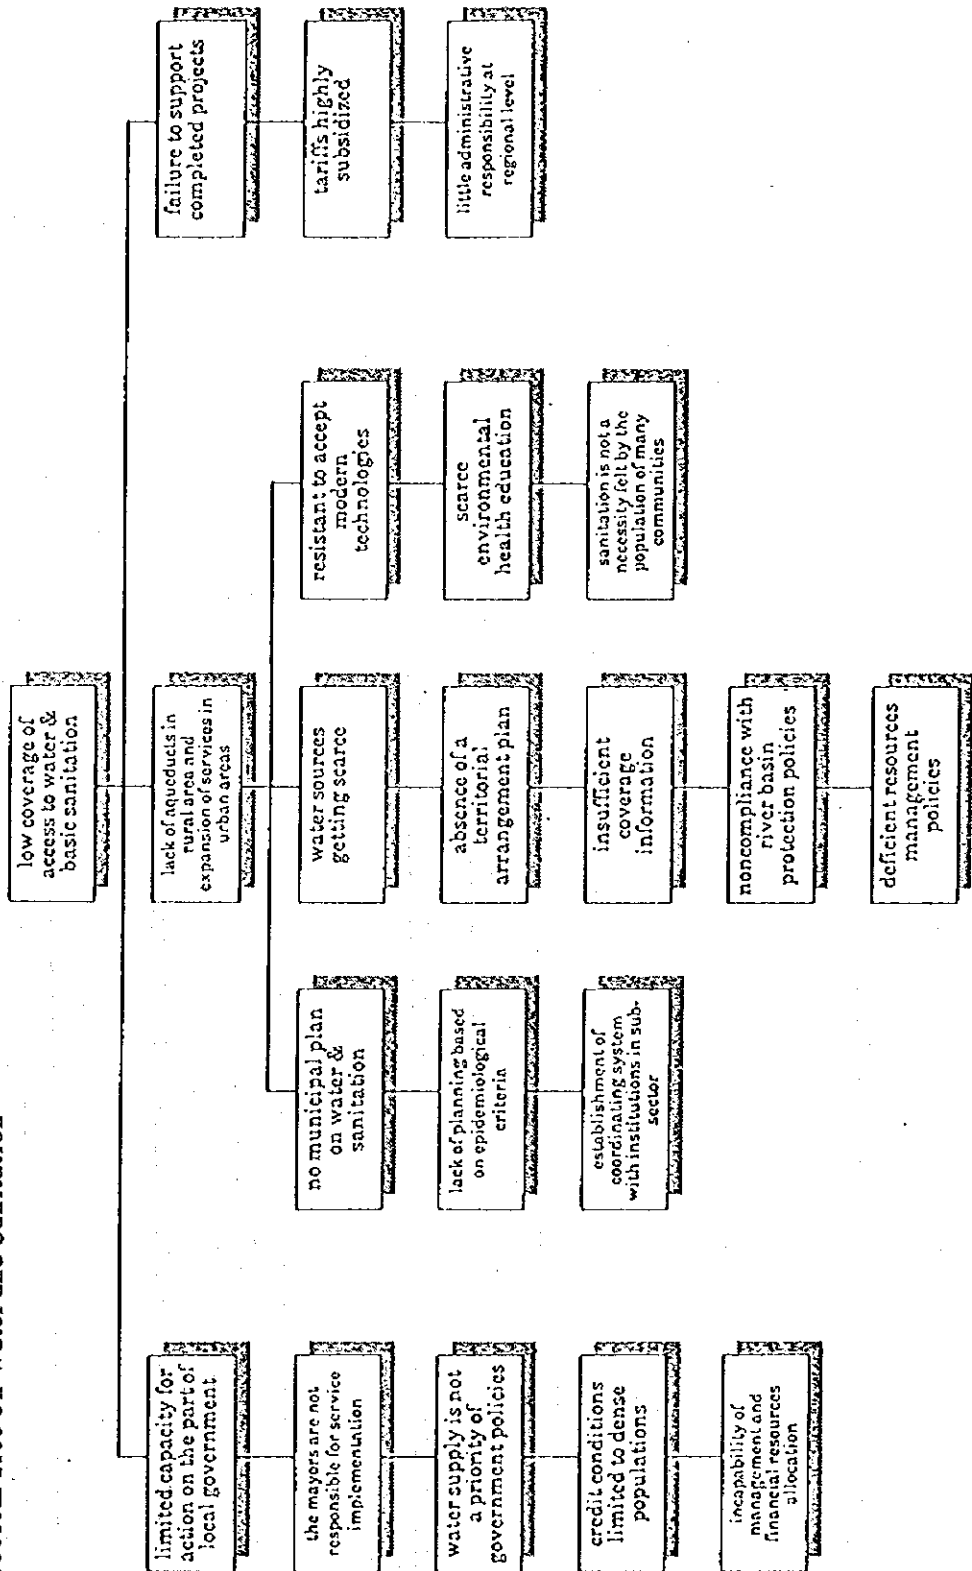 low coverage of
access to water &
basic sanitation
limited capacity for
action on the part of
local government
the mayors are not
responsible for service
implementation
water supply is not
a priority of
government policies
credit conditions
limited to dense
populations
incapability of
management and
financial resources
allocation
lack of aqueducts in
rural area and
expansion of services in
urban areas
no municipal plan
on water &
sanitation
lack of planning based
on epidemiological
criteria
establishment of
coordinating system
with institutions in sub-
sector
water sources
getting scarce
absence of a
territorial
arrangement plan
insufficient
coverage
information
noncompliance with
river basin
protection policies
deficient resources
management
policies
resistant to accept
modern
technologies
scarce
environmental
health education
sanitation is not a
necessity felt by the
population of many
communities
failure to support
completed projects
tariffs highly
subsidized
little administrative
responsibility at
regional level